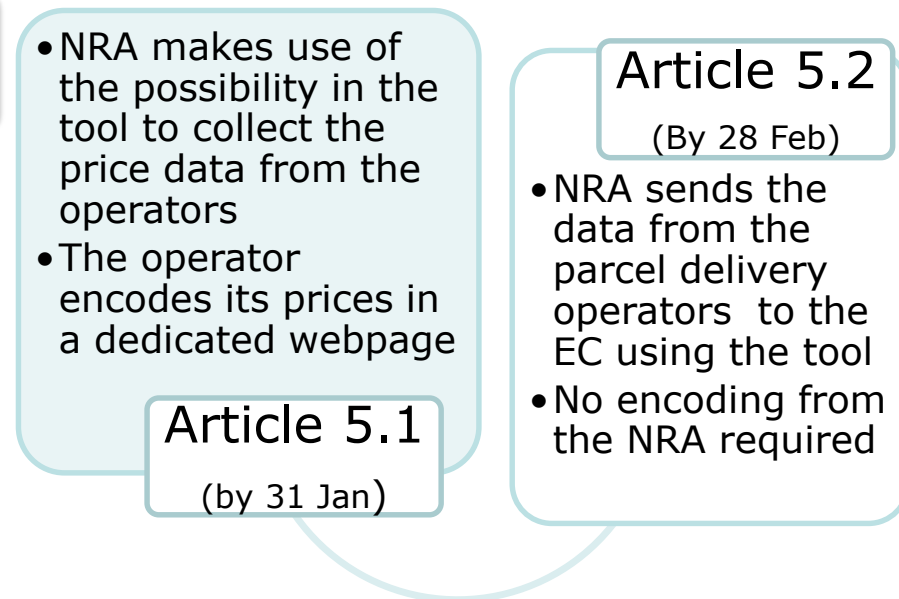 •NRA makes use of
the possibility in the
tool to collect the
price data from the
operators
•The operator
encodes its prices in
a dedicated webpage
Article 5.1
(by 31 Jan)
Article 5.2
(By 28 Feb)
•NRA sends the
data from the
parcel delivery
operators to the
EC using the tool
•No encoding from
the NRA required